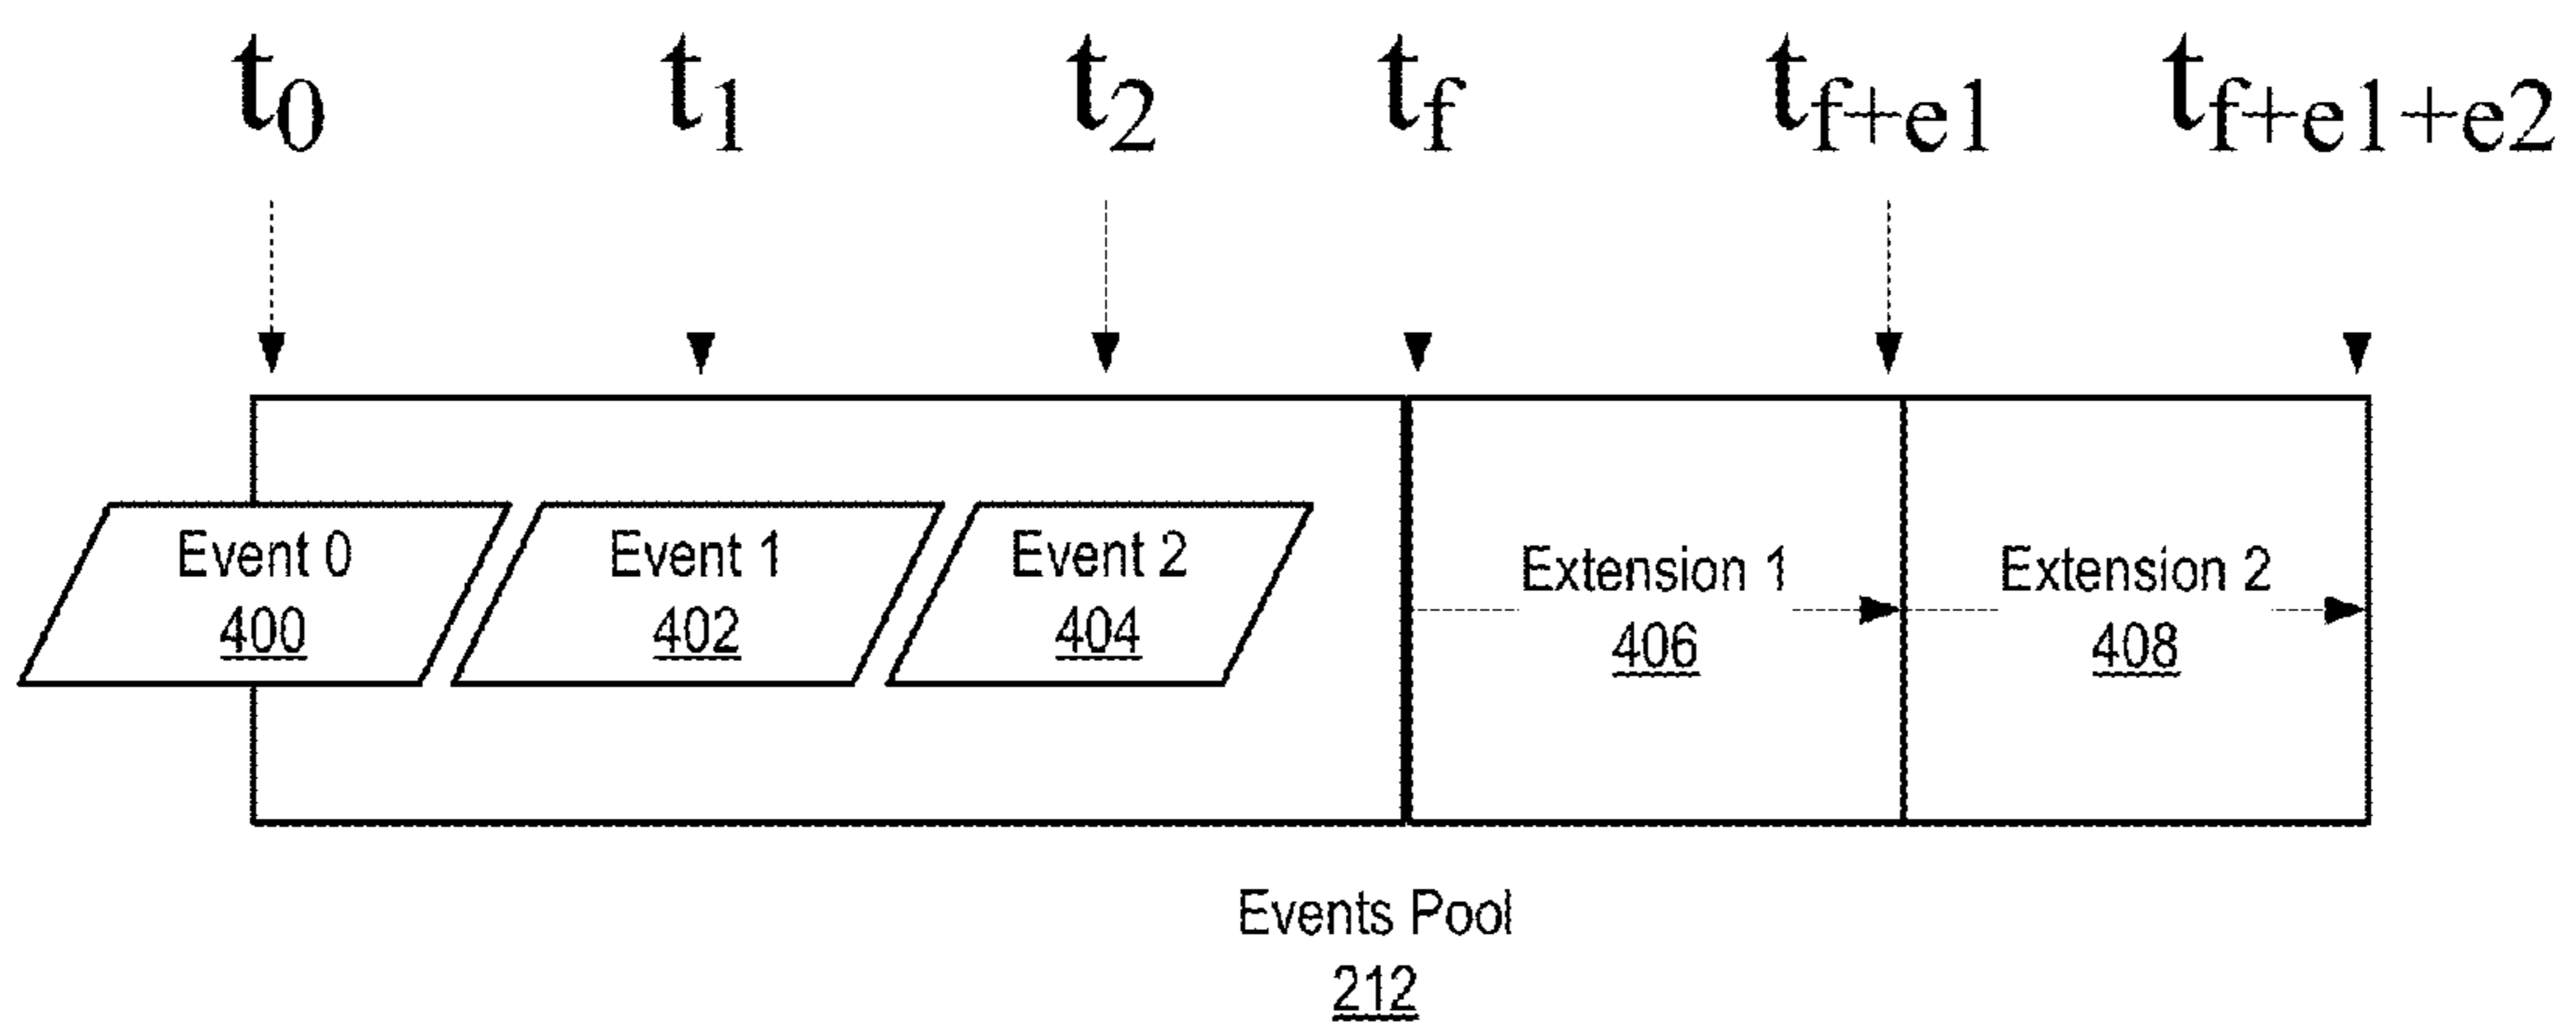 t0 t1 t2 tf tf+e1 tf+e1+e2
Event 0
400
Event 1
402
Event 2
404
Extension 1
406
Extension 2
408
Events Pool
212